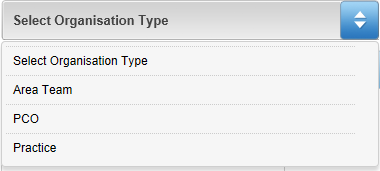 Select Organisation Type
Select Organisation Type
Area Team
PCO
Practice